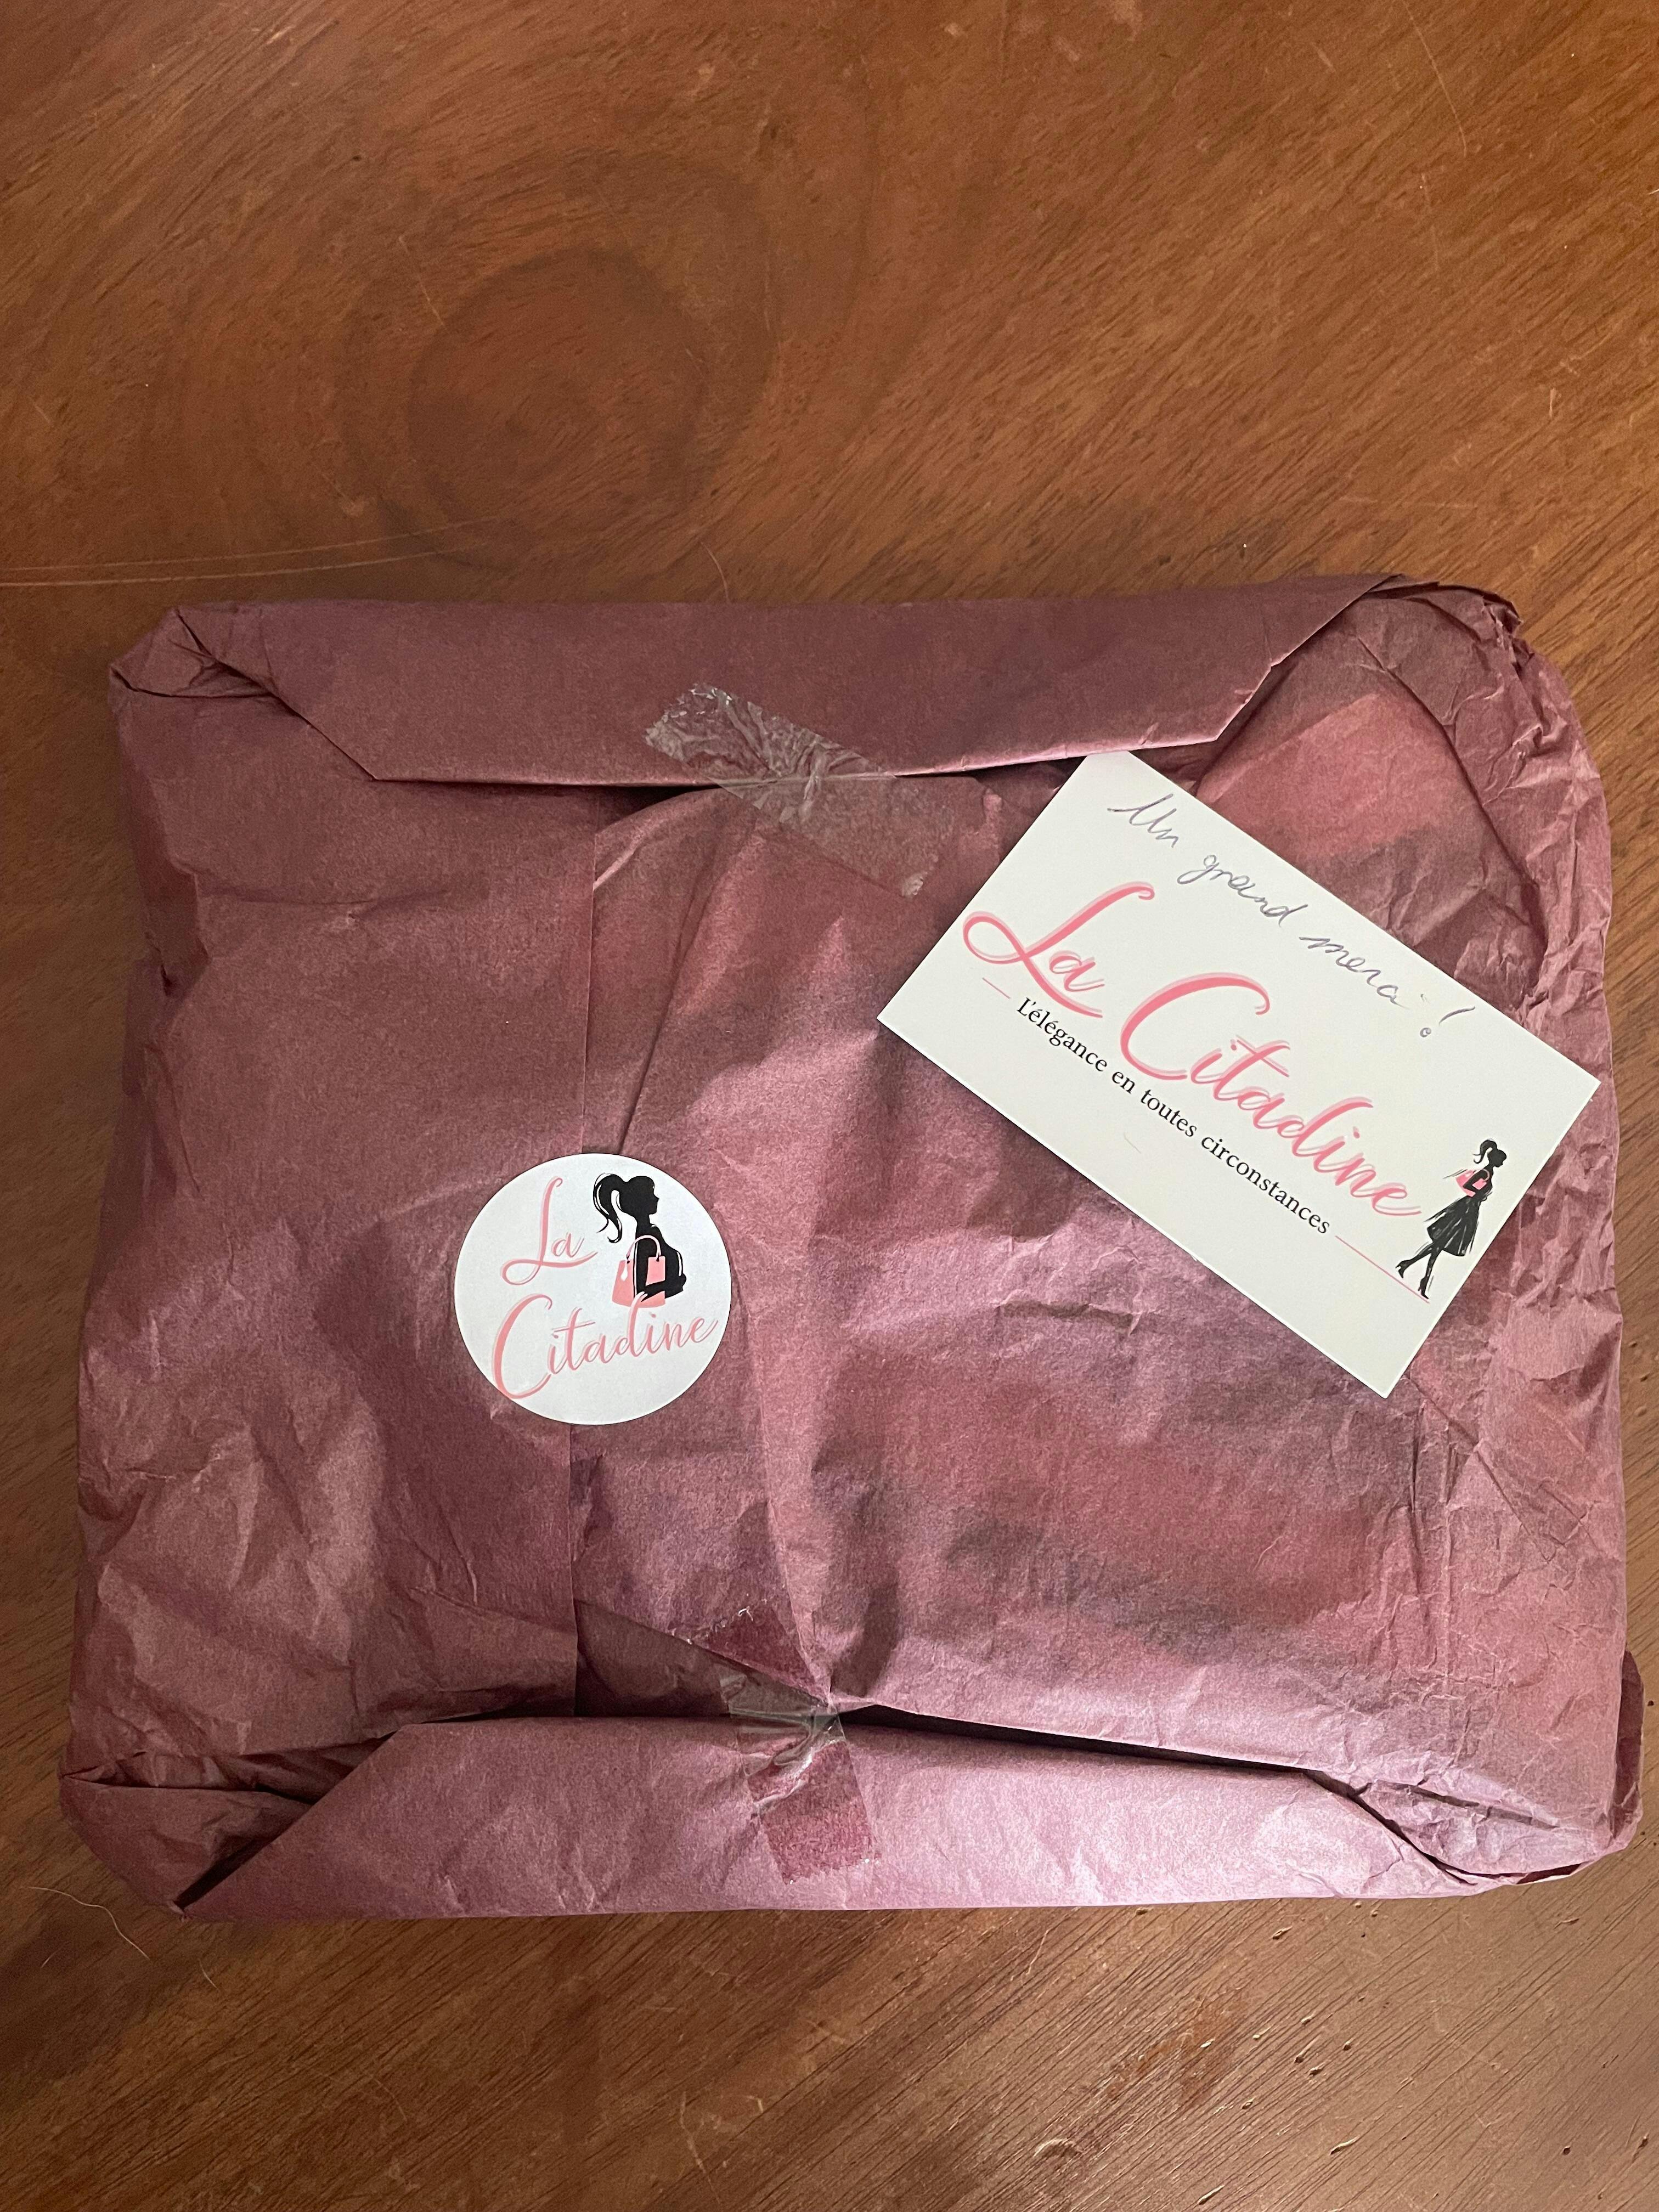 Un grand merci !
La Citadine
L'élégance en toutes circonstances
La
Citadine